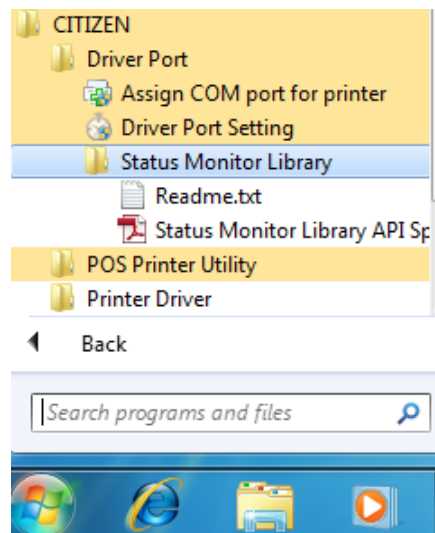 CITIZEN
Driver Port
Assign COM port for printer
Driver Port Setting
Status Monitor Library
Readme.txt
Status Monitor Library API Sp
POS Printer Utility
Printer Driver
Back
Search programs and files